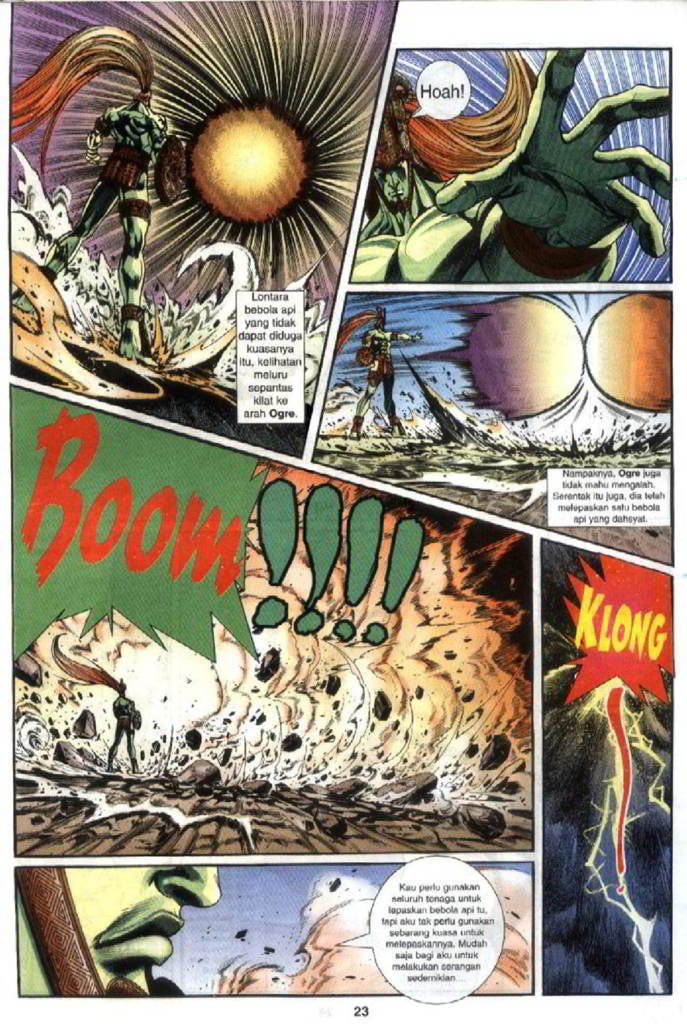 Lontara
bebola api
yang tidak
dapat diduga
kuasanya
itu, kelihatan
meluru
sepantas
kilat ke
arah Ogre.
Hoah!
Nampaknya, Ogre juga
tidak mahu mengalah.
Serentak itu juga, dia telah
melepaskan satu bebola
api yang dahsyat.
BOOM!!!!
KLONG
Kau perlu gunakan
seluruh tenaga untuk
lepaskan bebola api tu,
tapi aku tak perlu gunakan
sebarang kuasa untuk
melepaskannya. Mudah
saja bagi aku untuk
melakukan serangan
sedemikian....
23